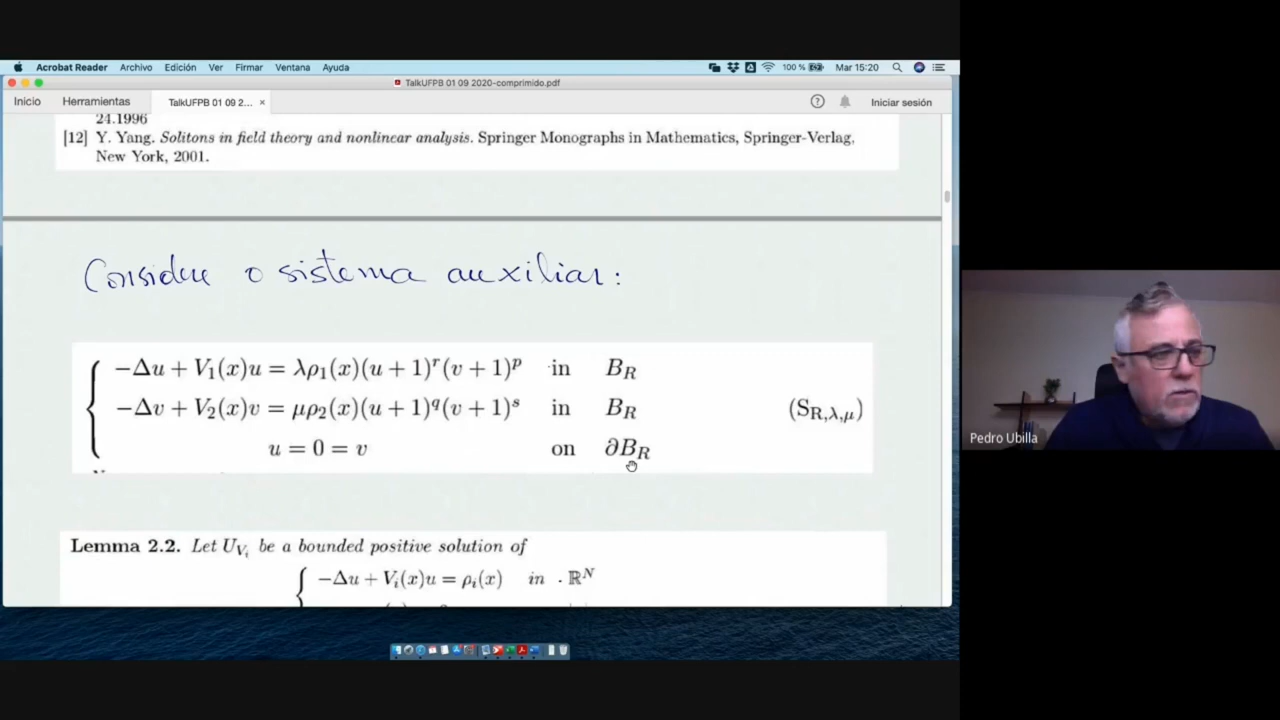 Acrobat Reader Archivo Edición Ver Firmar Ventana Ayuda 100 % Mar 15:20
TalkUFPB 01 09 2020-comprimido.pdf
Inicio Herramientas TalkUFPB 01 09 2... × ? Iniciar sesión
24.1996
[12] Y. Yang. Solitons in field theory and nonlinear analysis. Springer Monographs in Mathematics, Springer-Verlag,
New York, 2001.
Considere o sistema auxiliar:
−Δu + V₁(x)u = λρ₁(x)(u + 1)ʳ(v + 1)ᵖ in B_R
−Δv + V₂(x)v = μρ₂(x)(u + 1)^q(v + 1)ˢ in B_R (S_{R,λ,μ})
u = 0 = v on ∂B_R
Lemma 2.2. Let U_{V_i} be a bounded positive solution of
−Δu + V_i(x)u = ρ_i(x) in ℝᴺ
Pedro Ubilla